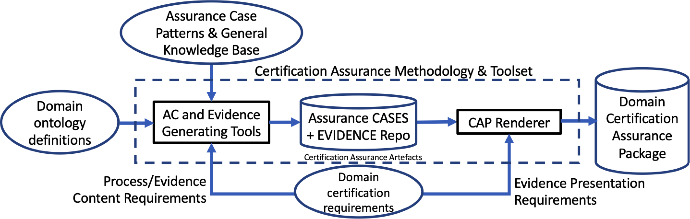 Assurance Case
Patterns & General
Knowledge Base
Certification Assurance Methodology & Toolset
Domain
ontology
definitions
AC and Evidence
Generating Tools
Assurance CASES
+ EVIDENCE Repo
CAP Renderer
Domain
Certification
Assurance
Package
Certification Assurance Artefacts
Process/Evidence
Content Requirements
Domain
certification
requirements
Evidence Presentation
Requirements